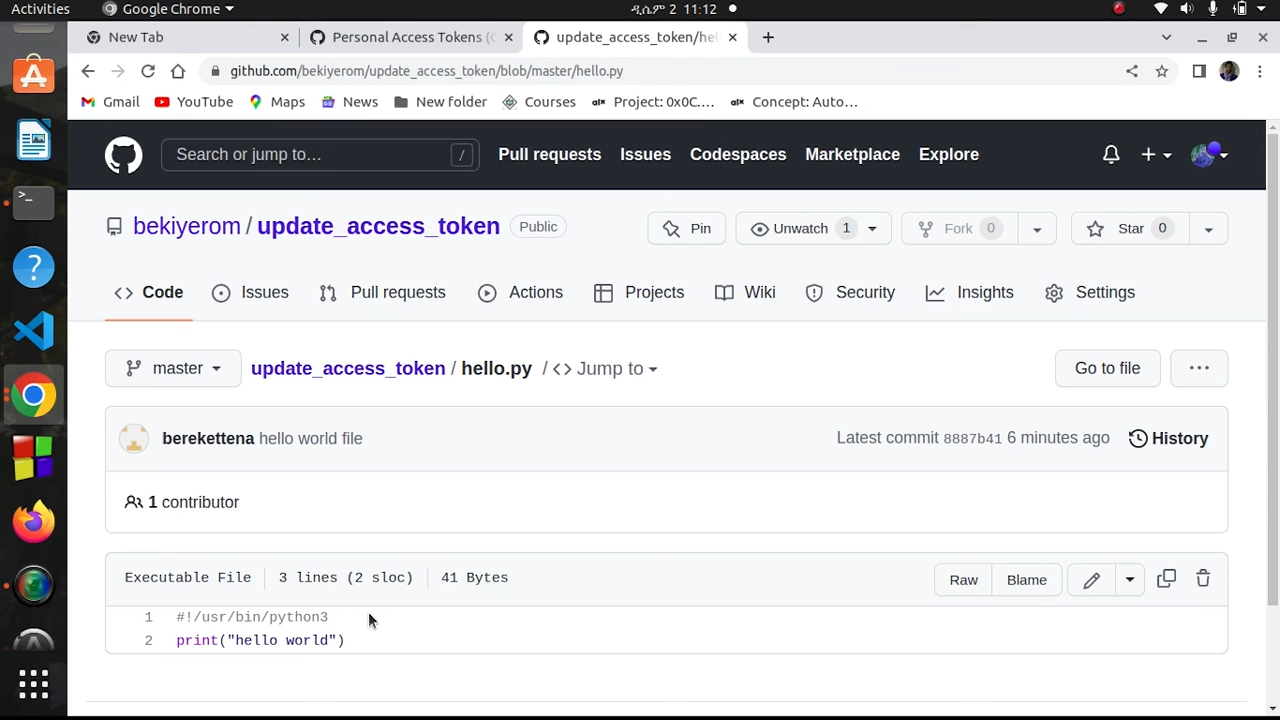 Activities Google Chrome ዲሴም 2 11:12
New Tab Personal Access Tokens (C update_access_token/hel
github.com/bekiyerom/update_access_token/blob/master/hello.py
Gmail YouTube Maps News New folder Courses Project: 0x0C.... Concept: Auto...
Search or jump to... / Pull requests Issues Codespaces Marketplace Explore
bekiyerom / update_access_token Public Pin Unwatch 1 Fork 0 Star 0
Code Issues Pull requests Actions Projects Wiki Security Insights Settings
master update_access_token / hello.py / <> Jump to Go to file ...
berekettena hello world file Latest commit 8887b41 6 minutes ago History
1 contributor
Executable File 3 lines (2 sloc) 41 Bytes Raw Blame
1 #!/usr/bin/python3
2 print("hello world")